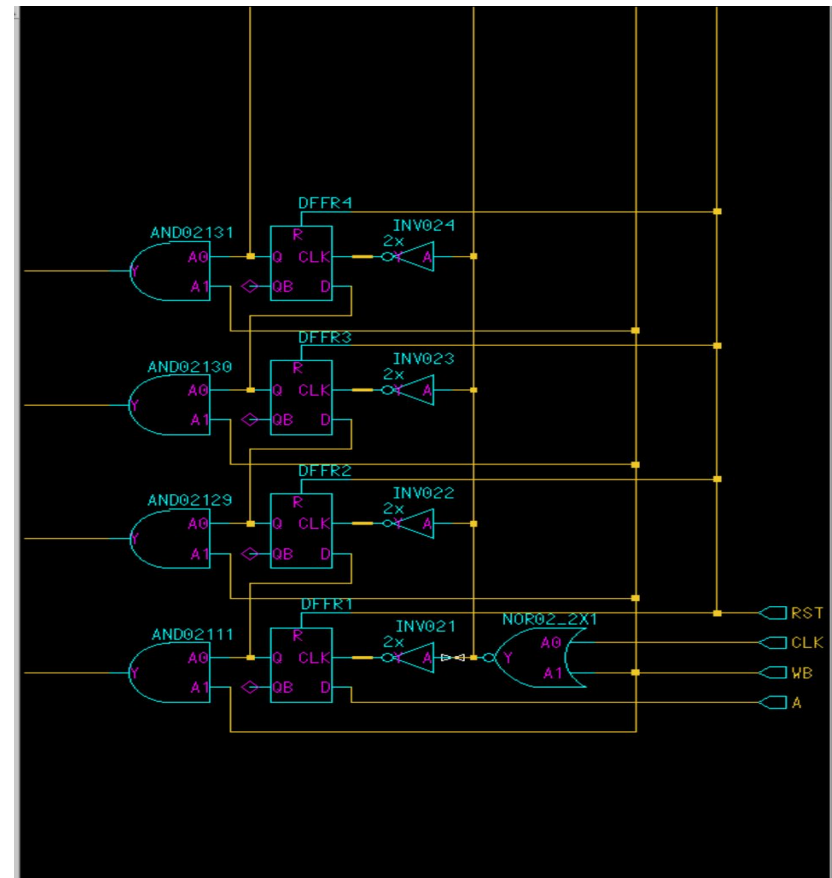 DFFR4
AND02131 INV024
R 2x
A0 Q CLK Y A
Y
A1 QB D
DFFR3
AND02130 INV023
R 2x
A0 Q CLK Y A
Y
A1 QB D
DFFR2
AND02129 INV022
R 2x
A0 Q CLK Y A
Y
A1 QB D
DFFR1
RST
NOR02_2X1
AND02111 INV021
R 2x A0 CLK
A0 Q CLK Y A Y
Y A1 WB
A1 QB D
A